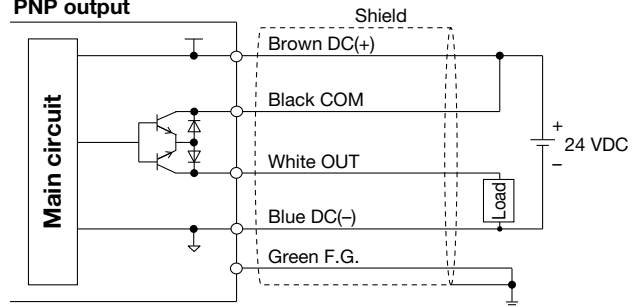 PNP output
Shield
Brown DC(+)
Black COM
+
24 VDC
–
White OUT
Load
Blue DC(–)
Green F.G.
Main circuit